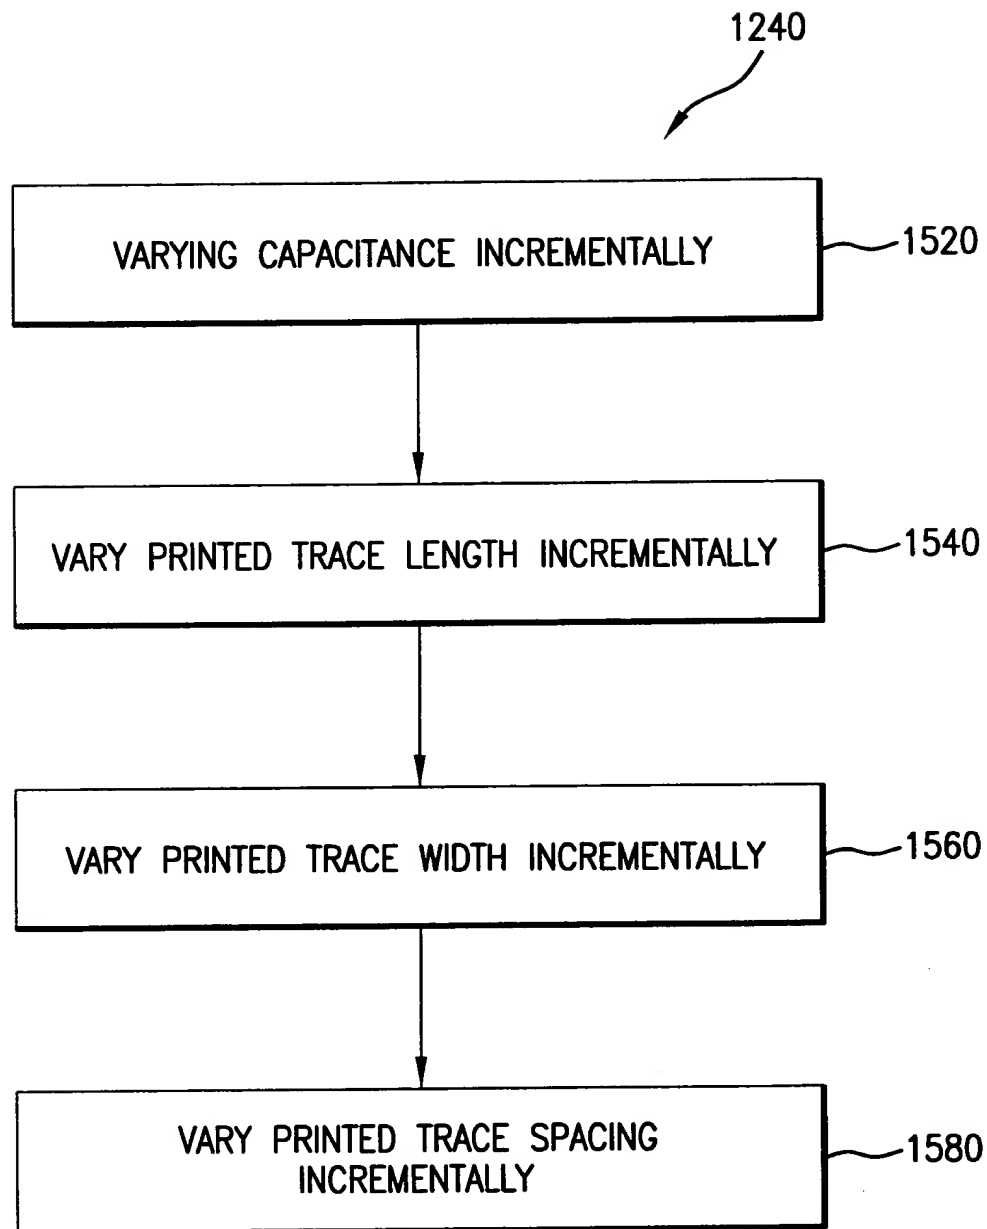 1240
VARYING CAPACITANCE INCREMENTALLY
1520
VARY PRINTED TRACE LENGTH INCREMENTALLY
1540
VARY PRINTED TRACE WIDTH INCREMENTALLY
1560
VARY PRINTED TRACE SPACING
INCREMENTALLY
1580